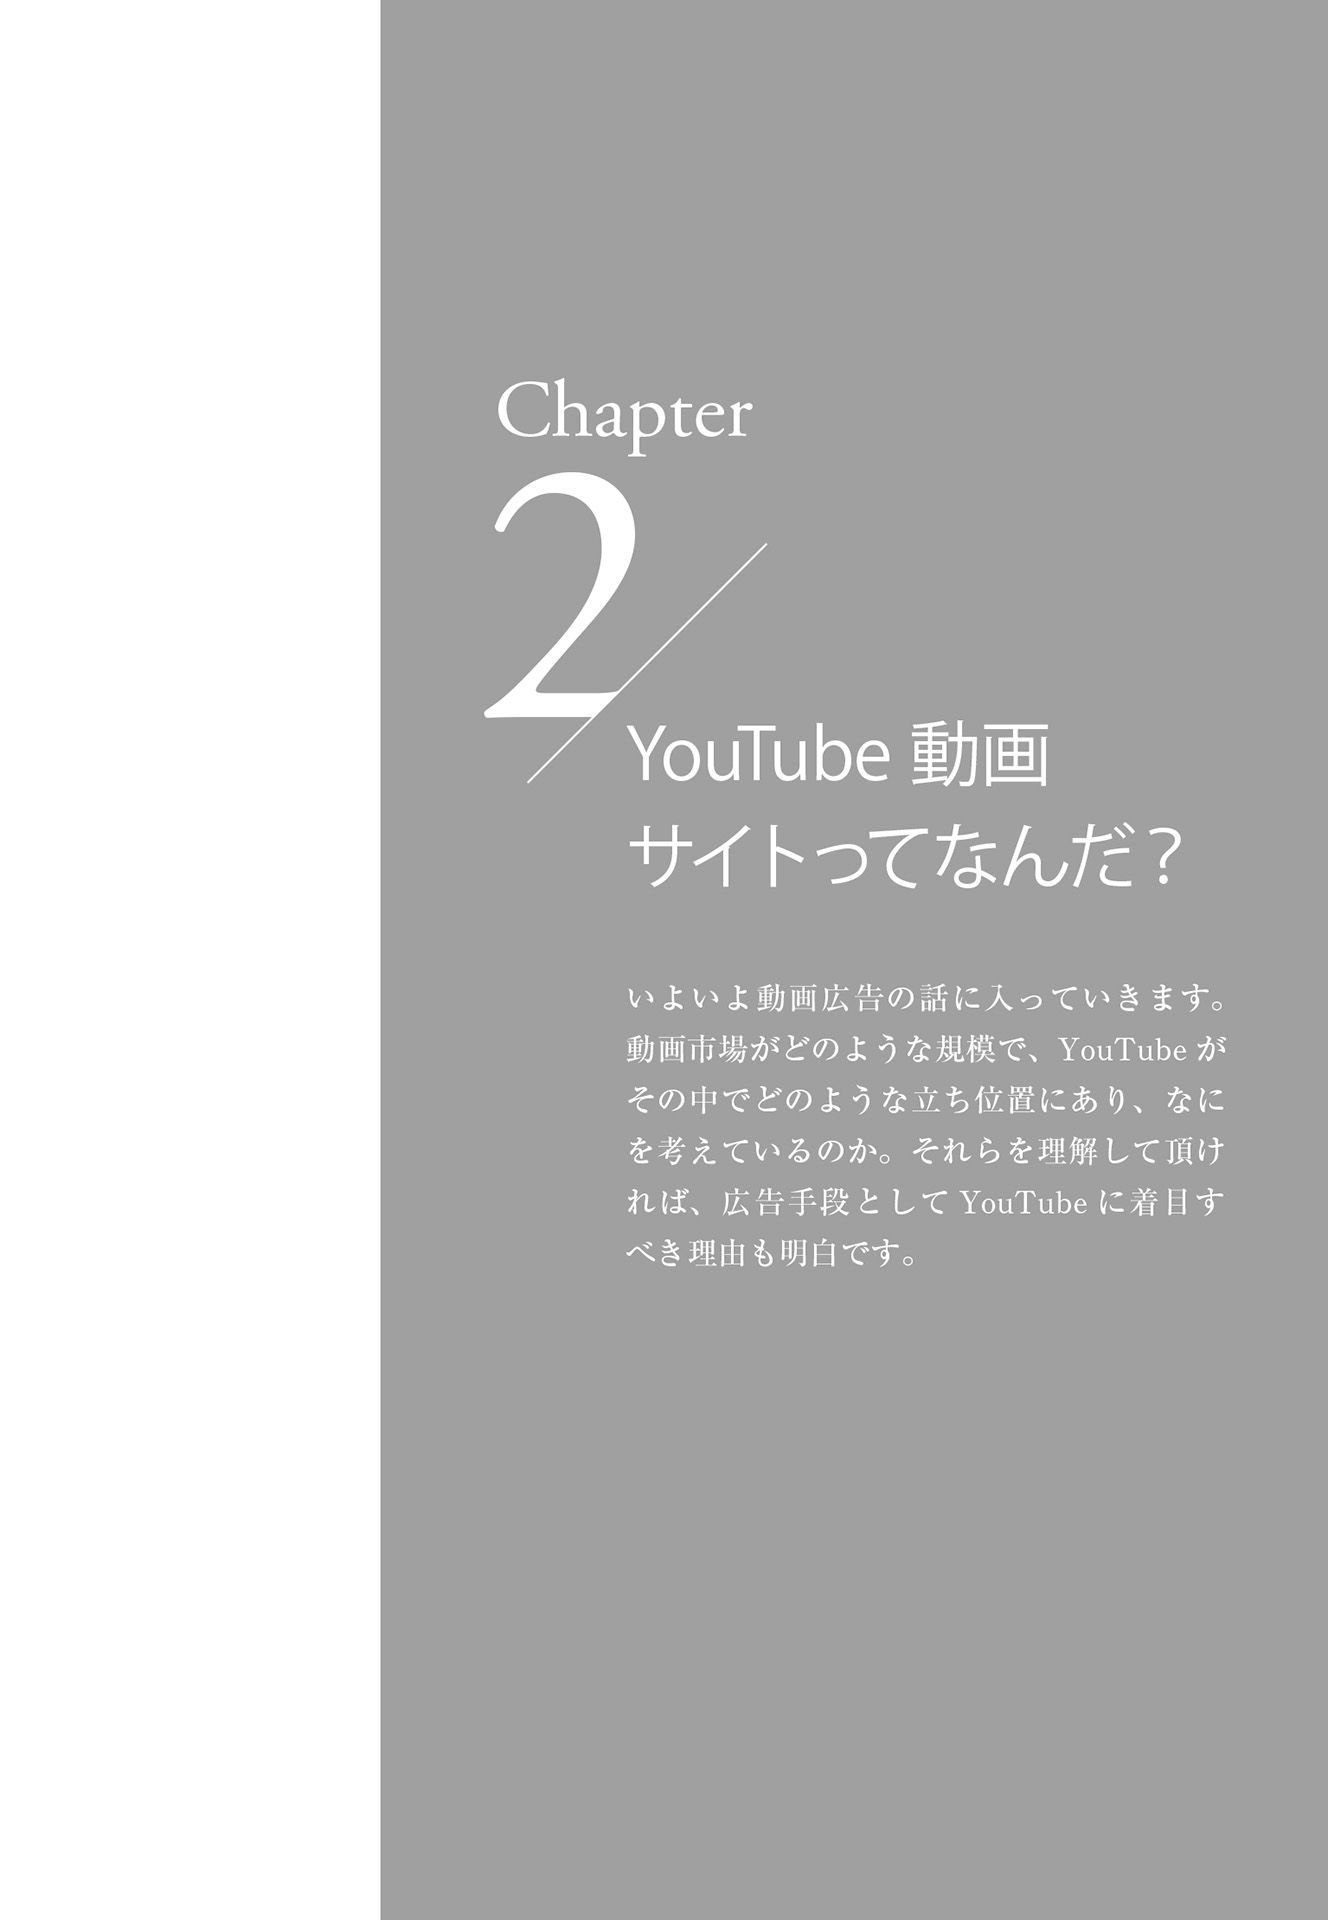 Chapter
2
YouTube 動画
サイトってなんだ？
いよいよ動画広告の話に入っていきます。
動画市場がどのような規模で、YouTube が
その中でどのような立ち位置にあり、なに
を考えているのか。それらを理解して頂け
れば、広告手段として YouTube に着目す
べき理由も明白です。